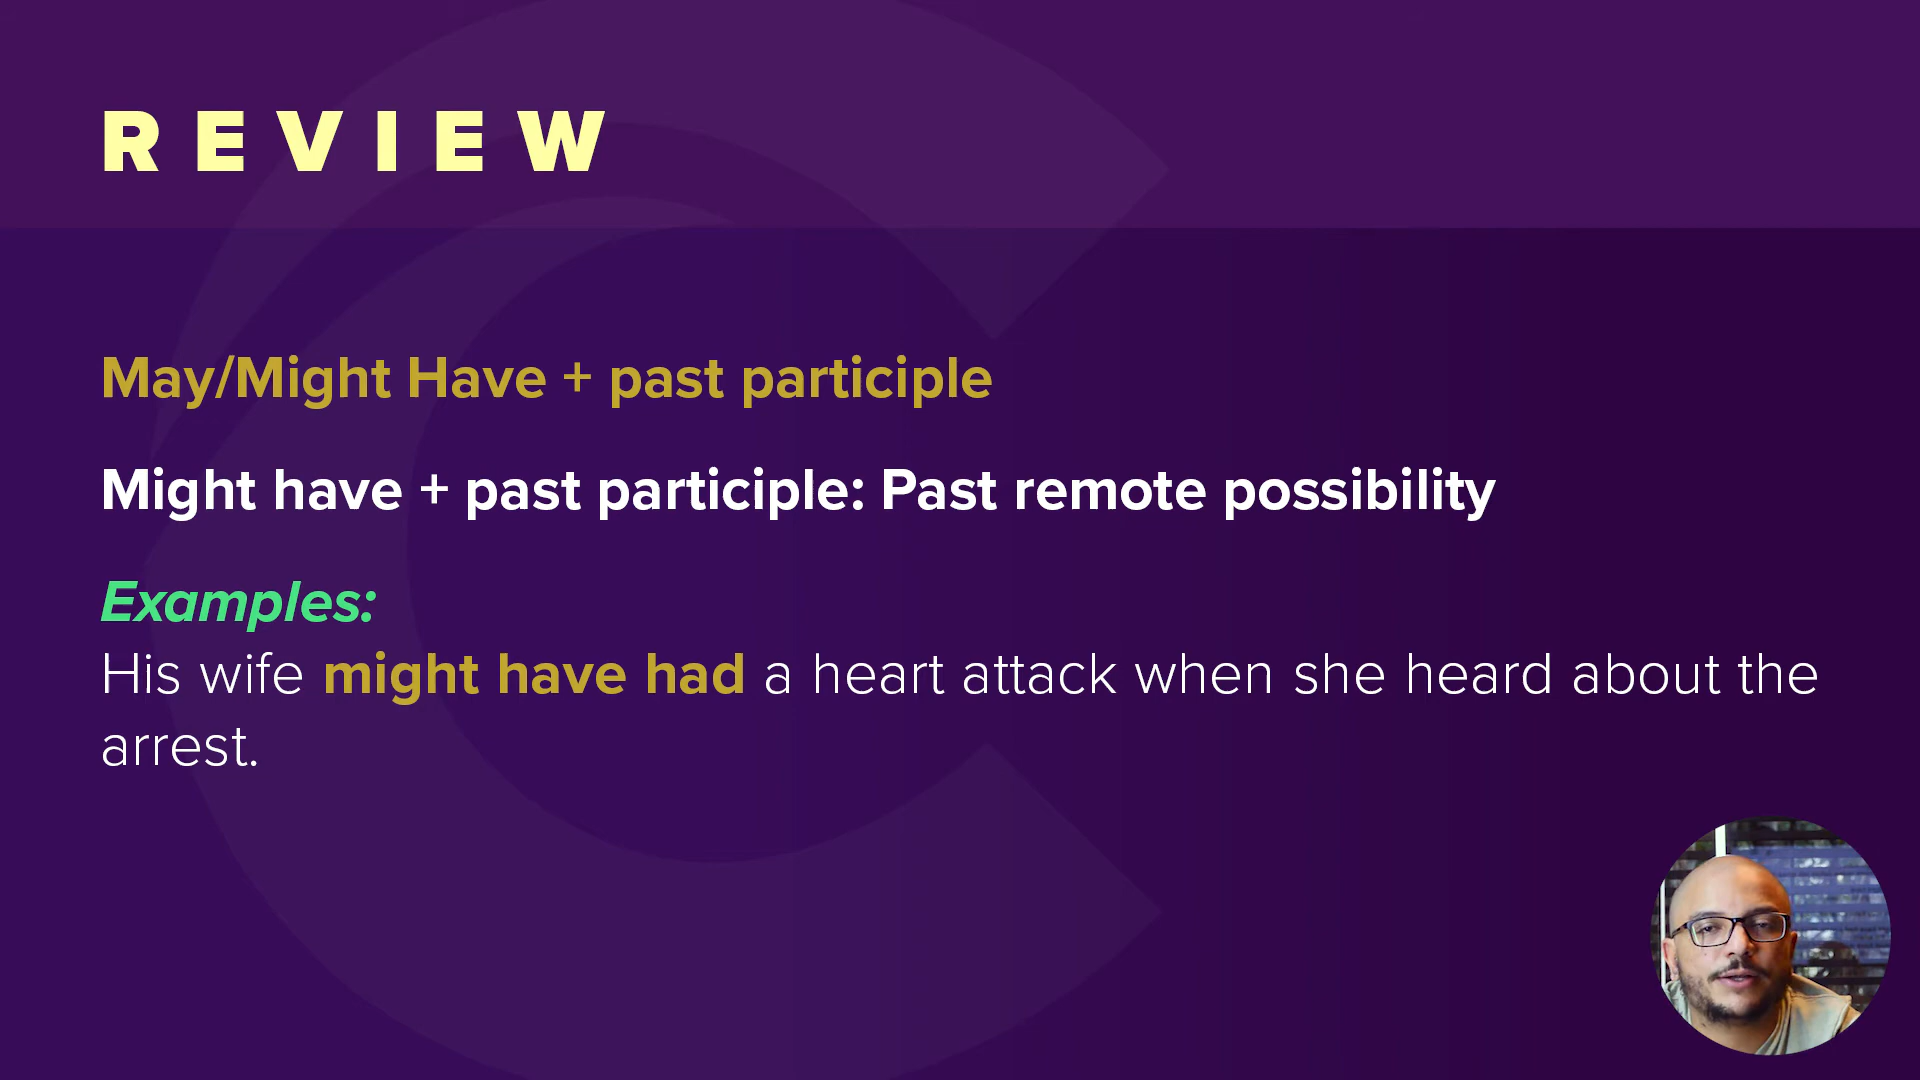 REVIEW
May/Might Have + past participle
Might have + past participle: Past remote possibility
Examples:
His wife might have had a heart attack when she heard about the
arrest.